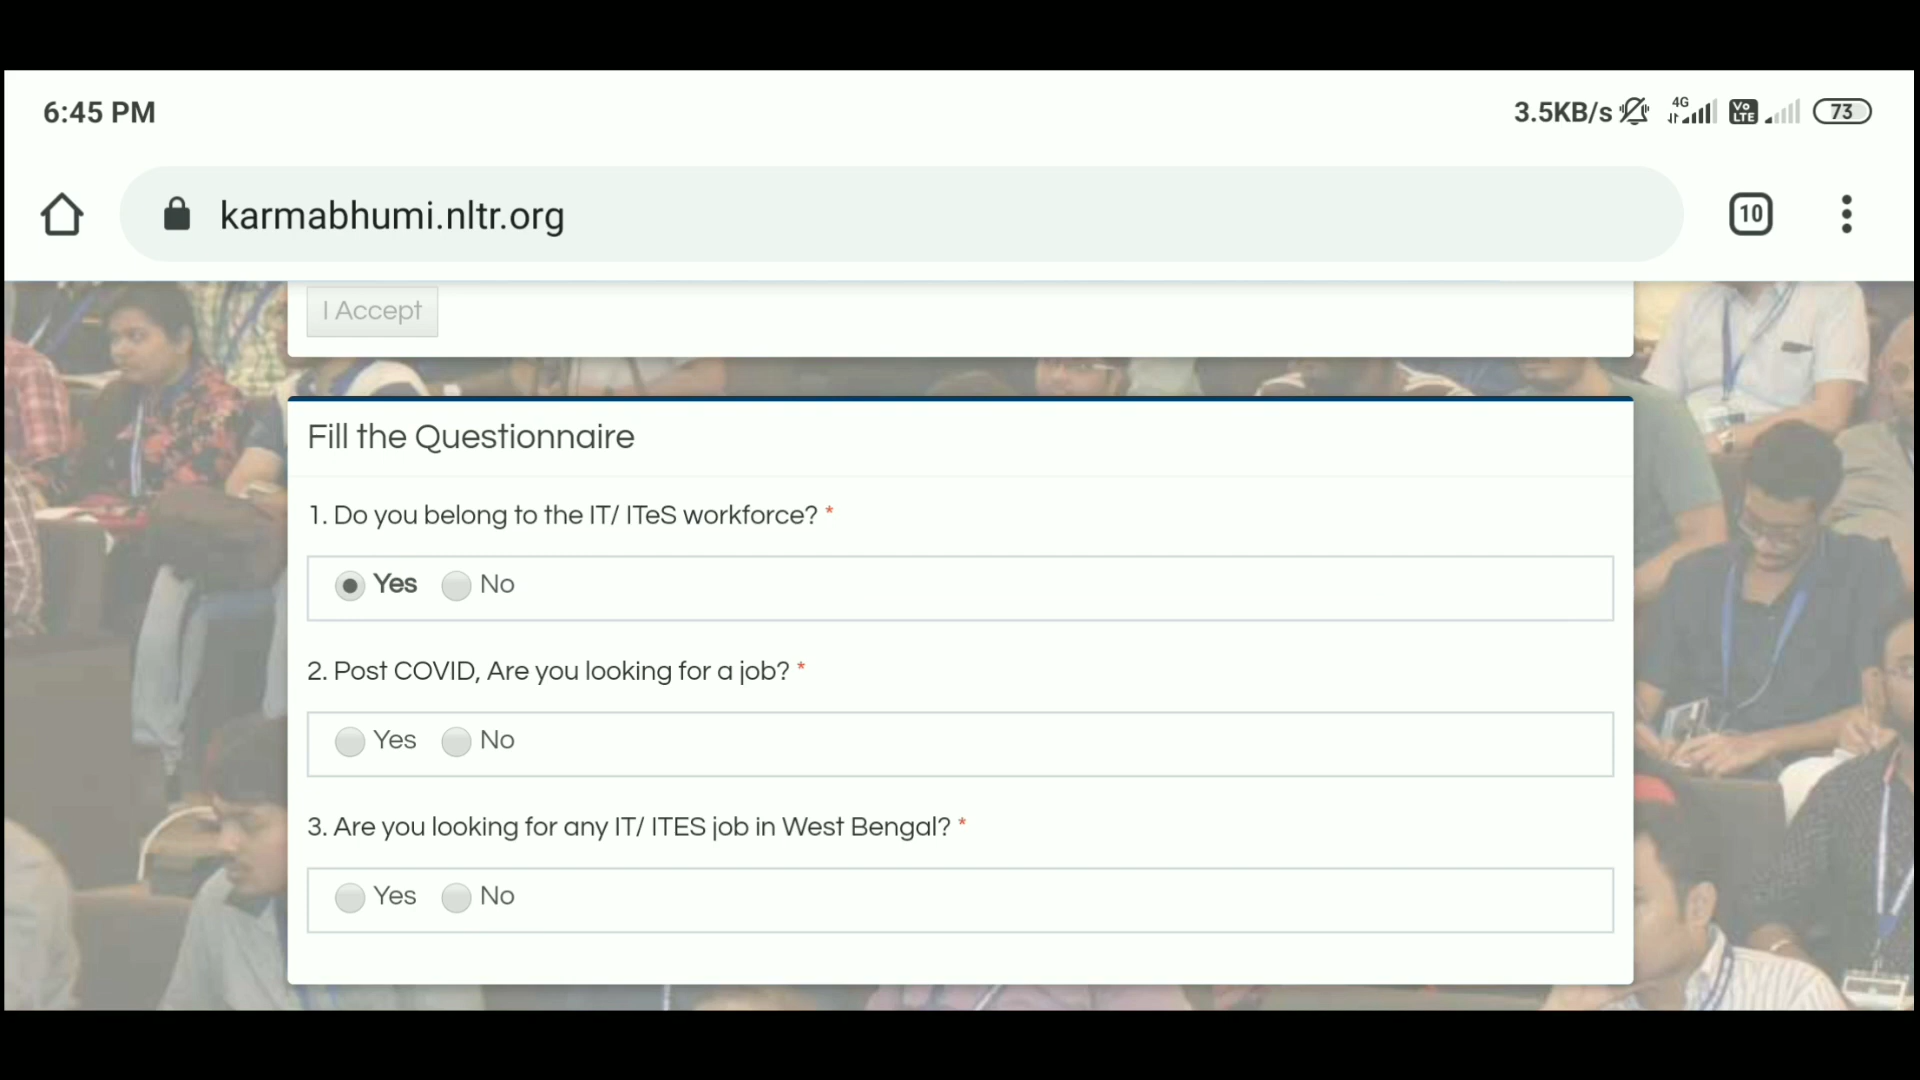 6:45 PM
3.5KB/s 4G Vo LTE 73
karmabhumi.nltr.org
10
I Accept
Fill the Questionnaire
1. Do you belong to the IT/ ITeS workforce? *
Yes No
2. Post COVID, Are you looking for a job? *
Yes No
3. Are you looking for any IT/ ITES job in West Bengal? *
Yes No